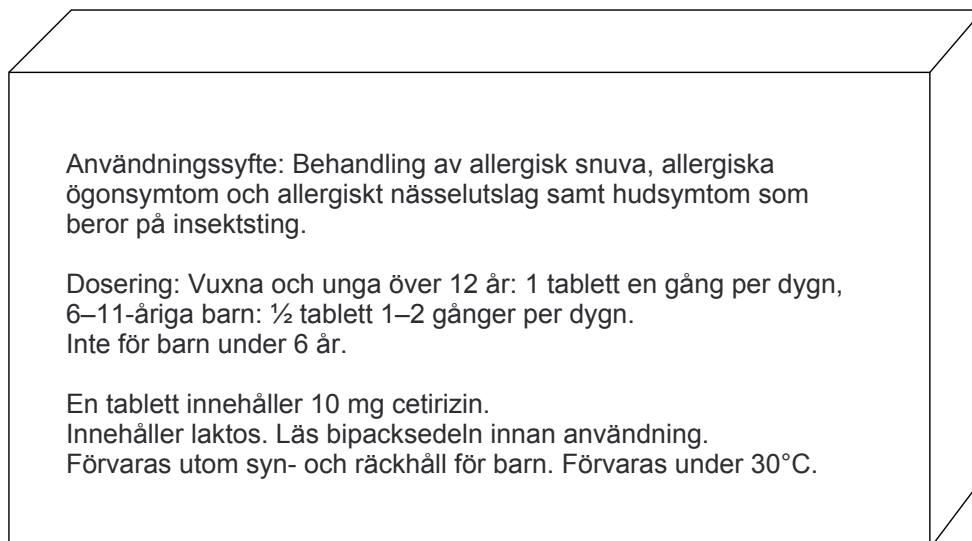 Användningssyfte: Behandling av allergisk snuva, allergiska
ögonsymtom och allergiskt nässelutslag samt hudsymtom som
beror på insektsting.
Dosering: Vuxna och unga över 12 år: 1 tablett en gång per dygn,
6–11-åriga barn: ½ tablett 1–2 gånger per dygn.
Inte för barn under 6 år.
En tablett innehåller 10 mg cetirizin.
Innehåller laktos. Läs bipacksedeln innan användning.
Förvaras utom syn- och räckhåll för barn. Förvaras under 30°C.